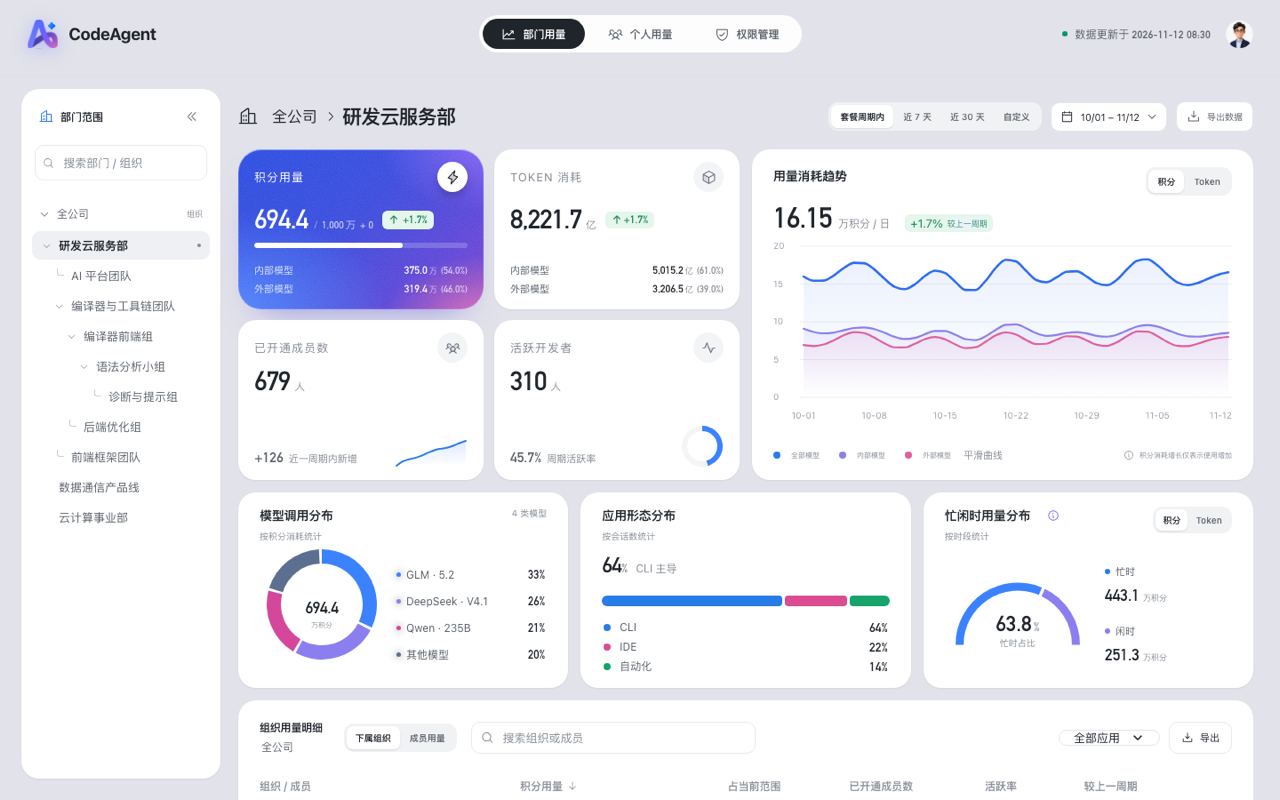 CodeAgent
部门用量
个人用量
权限管理
数据更新于 2026-11-12 08:30
部门范围
搜索部门 / 组织
全公司 组织
研发云服务部
AI 平台团队
编译器与工具链团队
编译器前端组
语法分析小组
诊断与提示组
后端优化组
前端框架团队
数据通信产品线
云计算事业部
全公司 > 研发云服务部
套餐周期内 近 7 天 近 30 天 自定义
10/01 – 11/12
导出数据
积分用量
694.4 / 1,000 万 + 0 ↑ +1.7%
内部模型 375.0 万 (54.0%)
外部模型 319.4 万 (46.0%)
TOKEN 消耗
8,221.7 亿 ↑ +1.7%
内部模型 5,015.2 亿 (61.0%)
外部模型 3,206.5 亿 (39.0%)
已开通成员数
679 人
+126 近一周期内新增
活跃开发者
310 人
45.7% 周期活跃率
用量消耗趋势
积分 Token
16.15 万积分 / 日 +1.7% 较上一周期
20
15
10
5
0
10-01 10-08 10-15 10-22 10-29 11-05 11-12
全部模型 内部模型 外部模型 平滑曲线
积分消耗增长仅表示使用增加
模型调用分布 4 类模型
按积分消耗统计
694.4
万积分
GLM · 5.2 33%
DeepSeek · V4.1 26%
Qwen · 235B 21%
其他模型 20%
应用形态分布
按会话数统计
64% CLI 主导
CLI 64%
IDE 22%
自动化 14%
忙闲时用量分布
积分 Token
按时段统计
63.8%
忙时占比
忙时
443.1 万积分
闲时
251.3 万积分
组织用量明细
全公司
下属组织 成员用量
搜索组织或成员
全部应用
导出
组织 / 成员 积分用量 ↓ 占当前范围 已开通成员数 活跃率 较上一周期